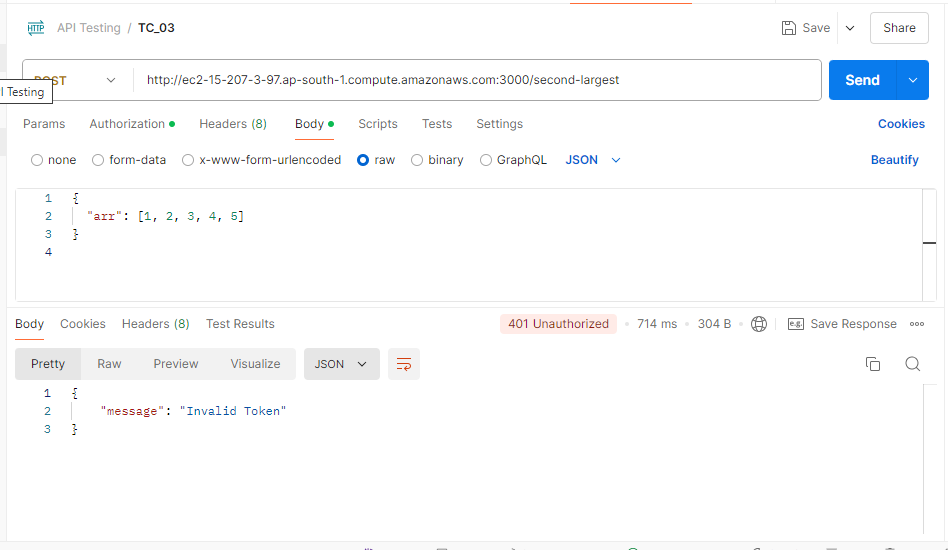 HTTP API Testing / TC_03 Save Share
POST http://ec2-15-207-3-97.ap-south-1.compute.amazonaws.com:3000/second-largest Send
I Testing
Params Authorization Headers (8) Body Scripts Tests Settings Cookies
none form-data x-www-form-urlencoded raw binary GraphQL JSON Beautify
1 {
2 "arr": [1, 2, 3, 4, 5]
3 }
4
Body Cookies Headers (8) Test Results 401 Unauthorized 714 ms 304 B e.g. Save Response
Pretty Raw Preview Visualize JSON
1 {
2 "message": "Invalid Token"
3 }